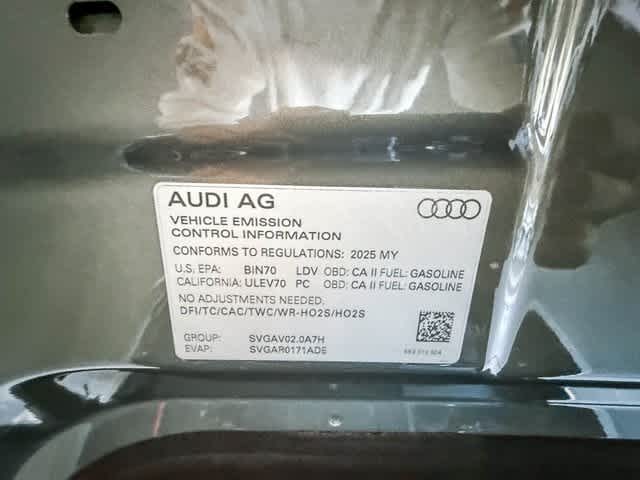 AUDI AG
VEHICLE EMISSION
CONTROL INFORMATION
CONFORMS TO REGULATIONS: 2025 MY
U.S. EPA: BIN70 LDV OBD: CA II FUEL: GASOLINE
CALIFORNIA: ULEV70 PC OBD: CA II FUEL: GASOLINE
NO ADJUSTMENTS NEEDED.
DFI/TC/CAC/TWC/WR-HO2S/HO2S
GROUP: SVGAV02.0A7H
EVAP: SVGAR0171ADE